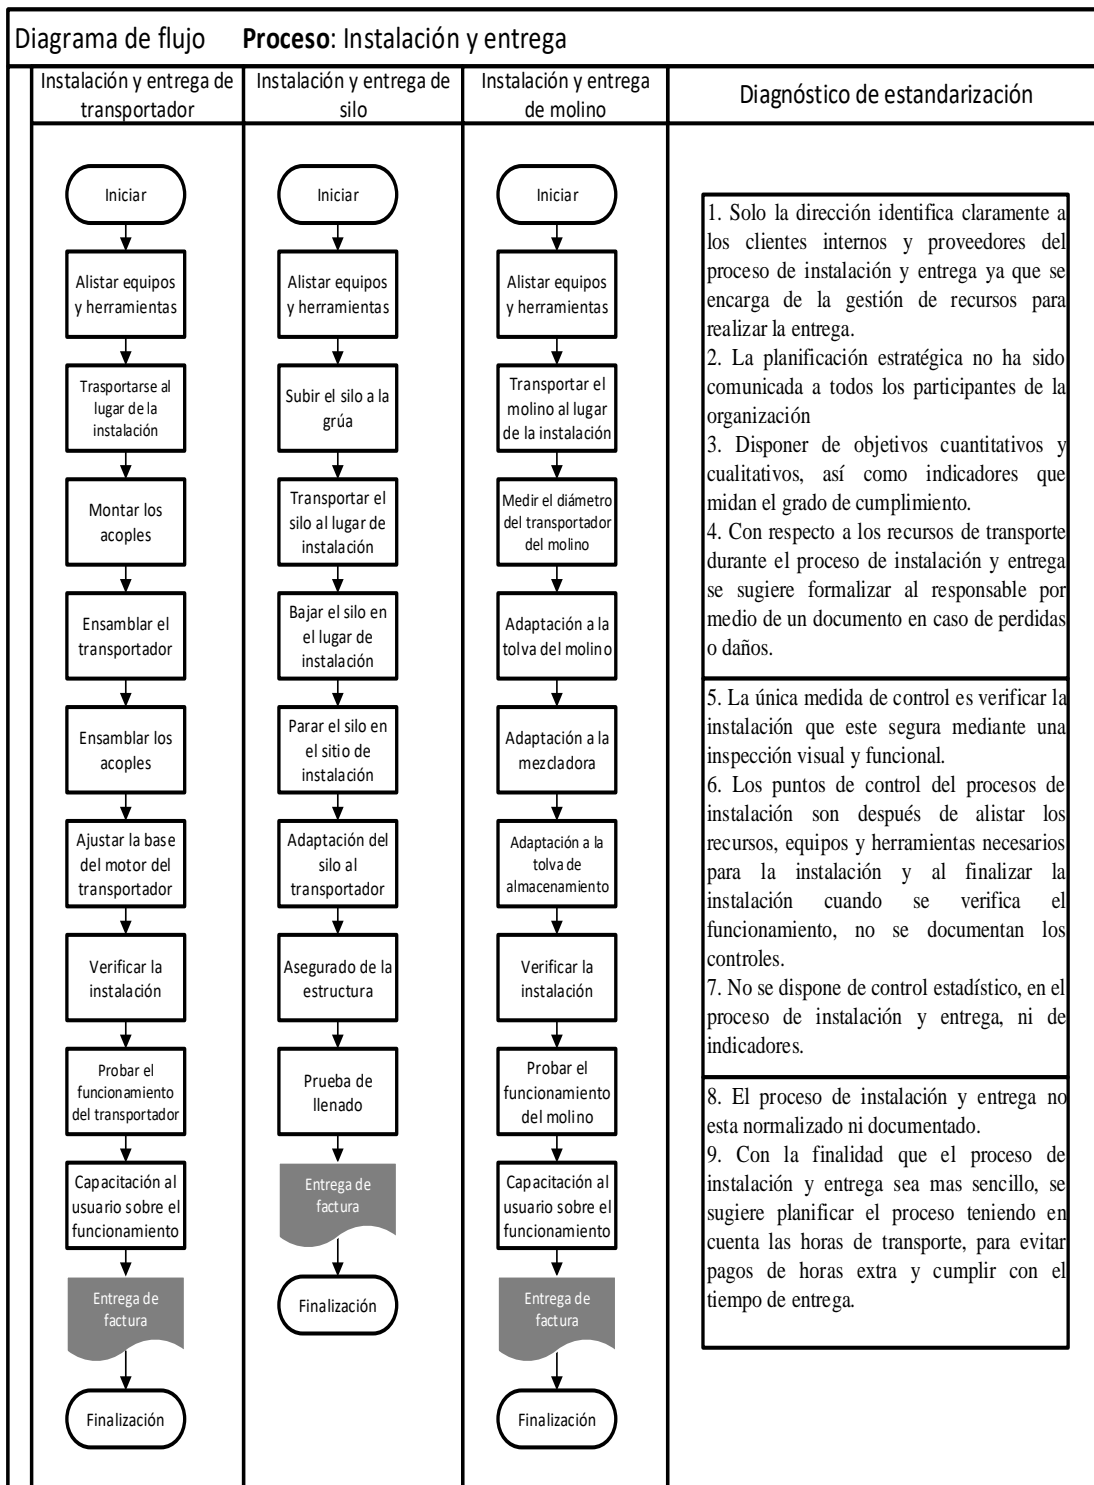 Diagrama de flujo Proceso: Instalación y entrega
Instalación y entrega de
transportador
Iniciar
Alistar equipos
y herramientas
Trasportarse al
lugar de la
instalación
Montar los
acoples
Ensamblar el
transportador
Ensamblar los
acoples
Ajustar la base
del motor del
transportador
Verificar la
instalación
Probar el
funcionamiento
del transportador
Capacitación al
usuario sobre el
funcionamiento
Entrega de
factura
Finalización
Instalación y entrega de
silo
Iniciar
Alistar equipos
y herramientas
Subir el silo a la
grúa
Transportar el
silo al lugar de
instalación
Bajar el silo en
el lugar de
instalación
Parar el silo en
el sitio de
instalación
Adaptación del
silo al
transportador
Asegurado de la
estructura
Prueba de
llenado
Entrega de
factura
Finalización
Instalación y entrega
de molino
Iniciar
Alistar equipos
y herramientas
Transportar el
molino al lugar
de la instalación
Medir el diámetro
del transportador
del molino
Adaptación a la
tolva del molino
Adaptación a la
mezcladora
Adaptación a la
tolva de
almacenamiento
Verificar la
instalación
Probar el
funcionamiento
del molino
Capacitación al
usuario sobre el
funcionamiento
Entrega de
factura
Finalización
Diagnóstico de estandarización
1. Solo la dirección identifica claramente a
los clientes internos y proveedores del
proceso de instalación y entrega ya que se
encarga de la gestión de recursos para
realizar la entrega.
2. La planificación estratégica no ha sido
comunicada a todos los participantes de la
organización
3. Disponer de objetivos cuantitativos y
cualitativos, así como indicadores que
midan el grado de cumplimiento.
4. Con respecto a los recursos de transporte
durante el proceso de instalación y entrega
se sugiere formalizar al responsable por
medio de un documento en caso de perdidas
o daños.
5. La única medida de control es verificar la
instalación que este segura mediante una
inspección visual y funcional.
6. Los puntos de control del procesos de
instalación son después de alistar los
recursos, equipos y herramientas necesarios
para la instalación y al finalizar la
instalación cuando se verifica el
funcionamiento, no se documentan los
controles.
7. No se dispone de control estadístico, en el
proceso de instalación y entrega, ni de
indicadores.
8. El proceso de instalación y entrega no
esta normalizado ni documentado.
9. Con la finalidad que el proceso de
instalación y entrega sea mas sencillo, se
sugiere planificar el proceso teniendo en
cuenta las horas de transporte, para evitar
pagos de horas extra y cumplir con el
tiempo de entrega.